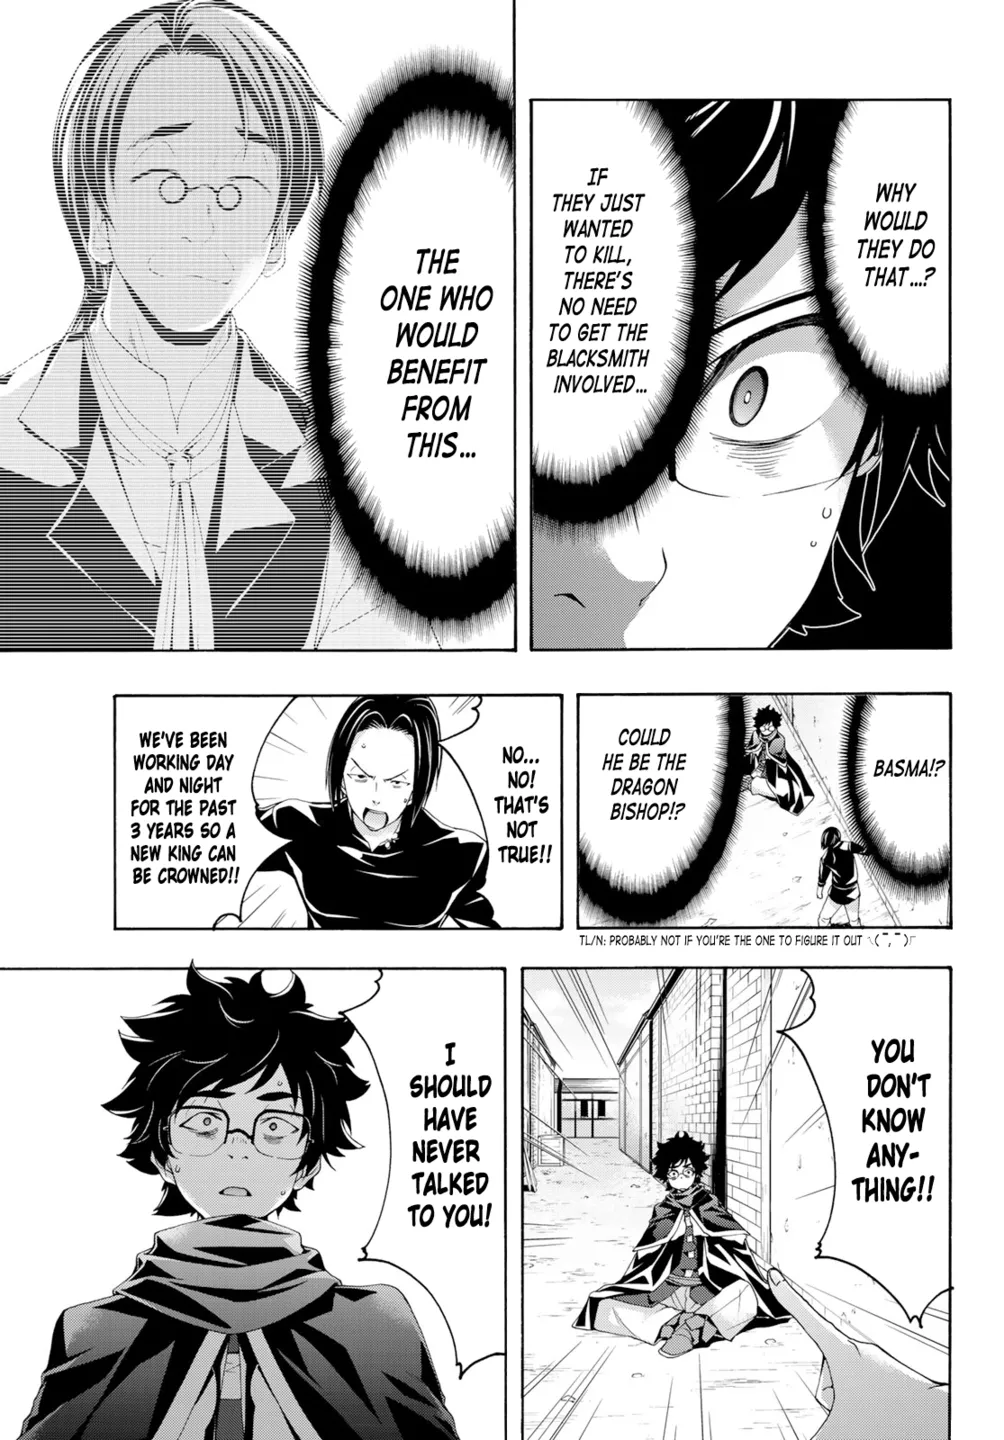 WHY
WOULD
THEY DO
THAT...?
IF
THEY JUST
WANTED
TO KILL,
THERE'S
NO NEED
TO GET THE
BLACKSMITH
INVOLVED...
THE
ONE WHO
WOULD
BENEFIT
FROM
THIS...
BASMA!?
COULD
HE BE THE
DRAGON
BISHOP!?
TL/N: PROBABLY NOT IF YOU'RE THE ONE TO FIGURE IT OUT ㄟ( ¯, ¯ )ㄏ
NO...
NO!
THAT'S
NOT
TRUE!!
WE'VE BEEN
WORKING DAY
AND NIGHT
FOR THE PAST
3 YEARS SO A
NEW KING CAN
BE CROWNED!!
YOU
DON'T
KNOW
ANY-
THING!!
I
SHOULD
HAVE
NEVER
TALKED
TO YOU!